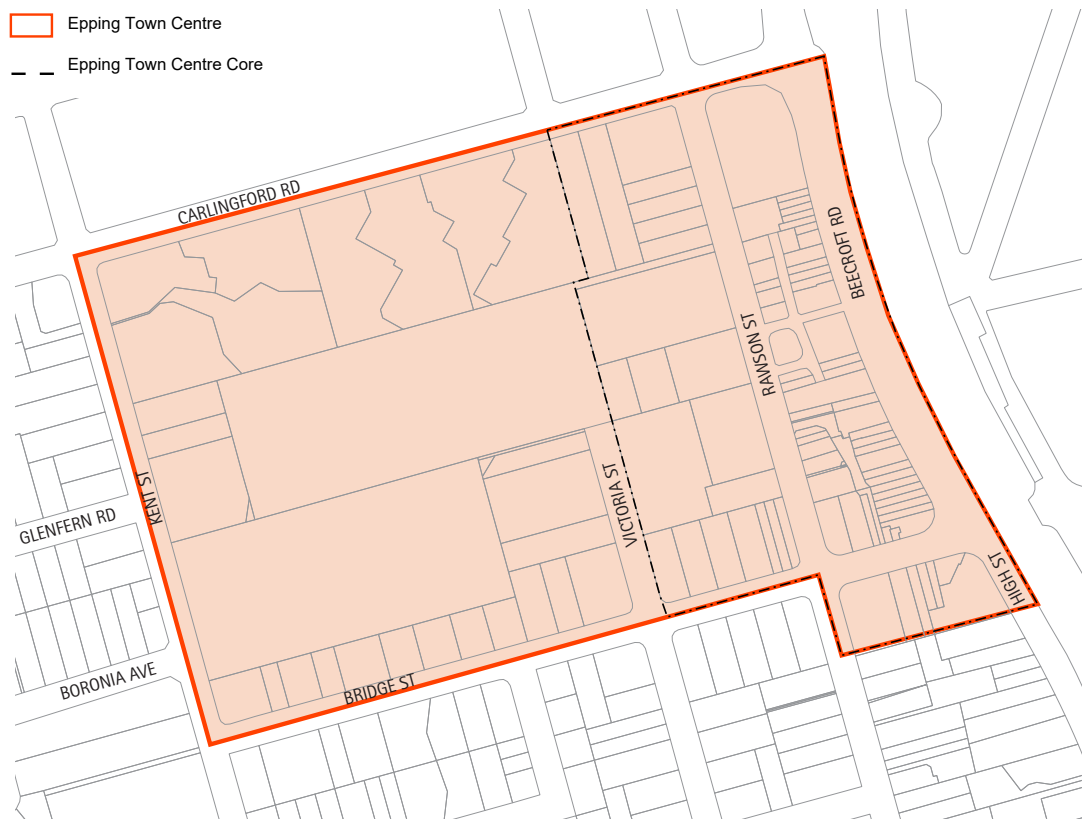 Epping Town Centre
Epping Town Centre Core
CARLINGFORD RD
BEECROFT RD
RAWSON ST
KENT ST
VICTORIA ST
GLENFERN RD
HIGH ST
BORONIA AVE
BRIDGE ST